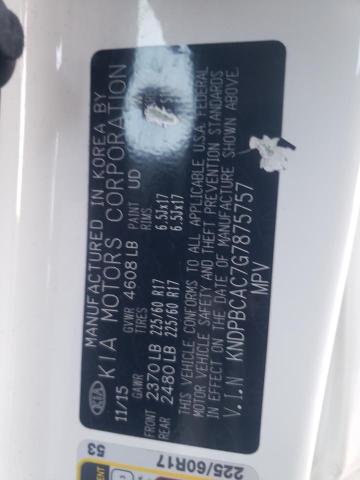 MANUFACTURED IN KOREA BY
KIA MOTORS CORPORATION
KIA
11/15 GVWR 4608 LB PAINT UD
GAWR TIRES RIMS
FRONT 2370 LB 225/60 R17 6.5Jx17
REAR 2480 LB 225/60 R17 6.5Jx17
THIS VEHICLE CONFORMS TO ALL APPLICABLE U.S.A. FEDERAL
MOTOR VEHICLE SAFETY AND THEFT PREVENTION STANDARDS
IN EFFECT ON THE DATE OF MANUFACTURE SHOWN ABOVE.
V.I.N KNDPBCAC7G7875757
MPV
53
225/60R17